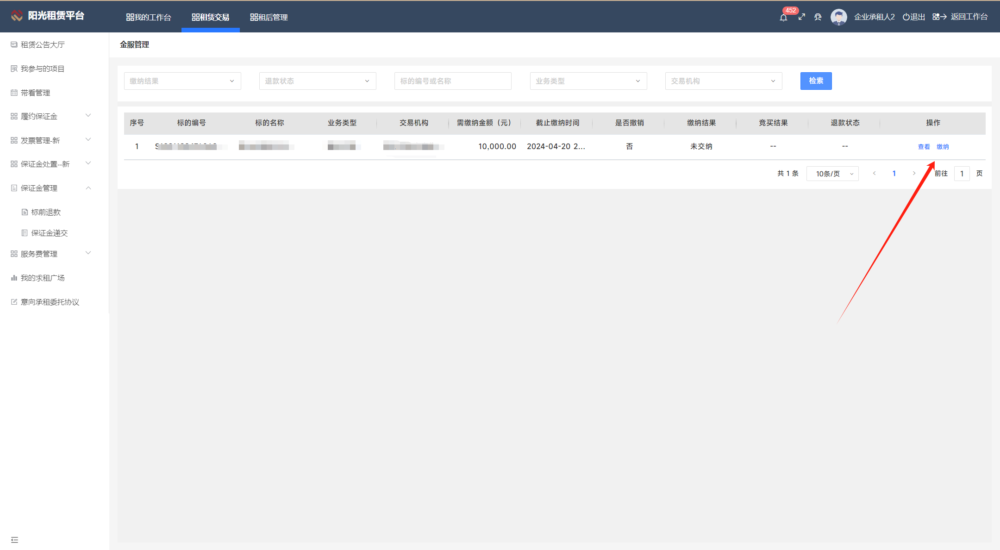 阳光租赁平台
我的工作台
租赁交易
租后管理
452
企业承租人2
退出
返回工作台
租赁公告大厅
我参与的项目
带看管理
履约保证金
发票管理-新
保证金处置--新
保证金管理
标前退款
保证金递交
服务费管理
我的求租广场
意向承租委托协议
金服管理
缴纳结果
退款状态
标的编号或名称
业务类型
交易机构
检索
序号 标的编号 标的名称 业务类型 交易机构 需缴纳金额（元） 截止缴纳时间 是否撤销 缴纳结果 竞买结果 退款状态 操作
1 10,000.00 2024-04-20 2... 否 未交纳 -- -- 查看 缴纳
共 1 条 10条/页 1 前往 1 页